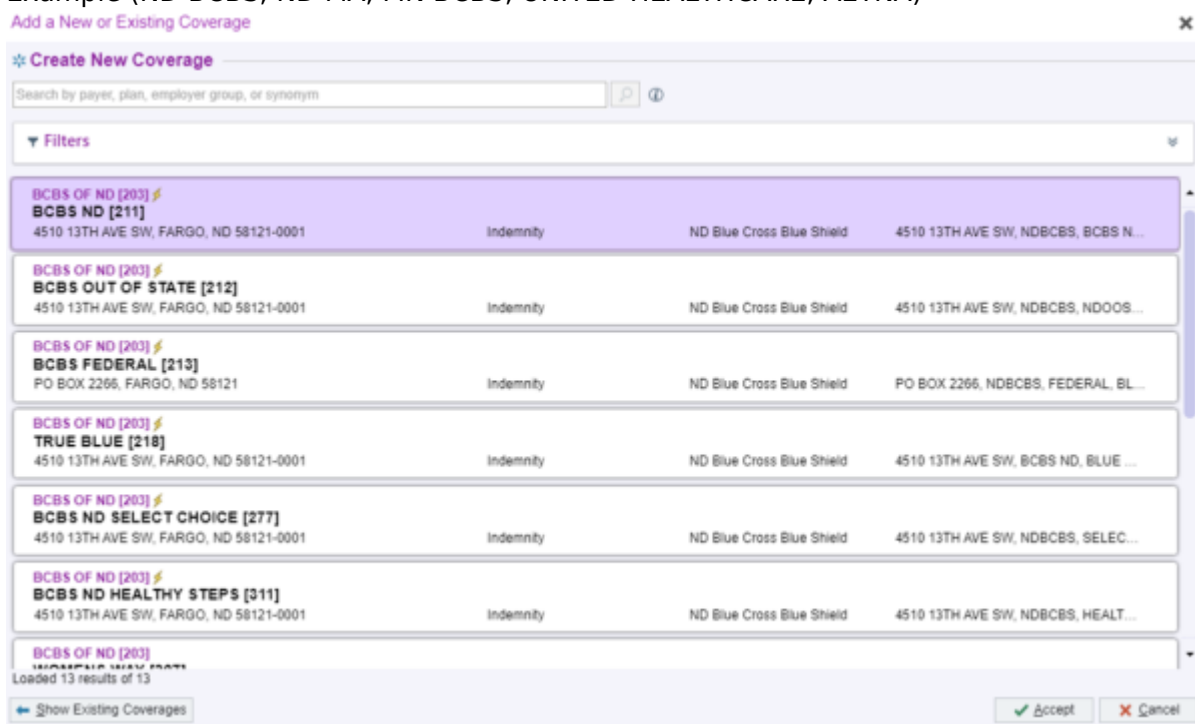 Add a New or Existing Coverage
Create New Coverage
Search by payer, plan, employer group, or synonym
Filters
BCBS OF ND [203]
BCBS ND [211]
4510 13TH AVE SW, FARGO, ND 58121-0001 Indemnity ND Blue Cross Blue Shield 4510 13TH AVE SW, NDBCBS, BCBS N...
BCBS OF ND [203]
BCBS OUT OF STATE [212]
4510 13TH AVE SW, FARGO, ND 58121-0001 Indemnity ND Blue Cross Blue Shield 4510 13TH AVE SW, NDBCBS, NDOOS...
BCBS OF ND [203]
BCBS FEDERAL [213]
PO BOX 2266, FARGO, ND 58121 Indemnity ND Blue Cross Blue Shield PO BOX 2266, NDBCBS, FEDERAL, BL...
BCBS OF ND [203]
TRUE BLUE [218]
4510 13TH AVE SW, FARGO, ND 58121-0001 Indemnity ND Blue Cross Blue Shield 4510 13TH AVE SW, BCBS ND, BLUE ...
BCBS OF ND [203]
BCBS ND SELECT CHOICE [277]
4510 13TH AVE SW, FARGO, ND 58121-0001 Indemnity ND Blue Cross Blue Shield 4510 13TH AVE SW, NDBCBS, SELEC...
BCBS OF ND [203]
BCBS ND HEALTHY STEPS [311]
4510 13TH AVE SW, FARGO, ND 58121-0001 Indemnity ND Blue Cross Blue Shield 4510 13TH AVE SW, NDBCBS, HEALT...
BCBS OF ND [203]
Loaded 13 results of 13
Show Existing Coverages Accept Cancel